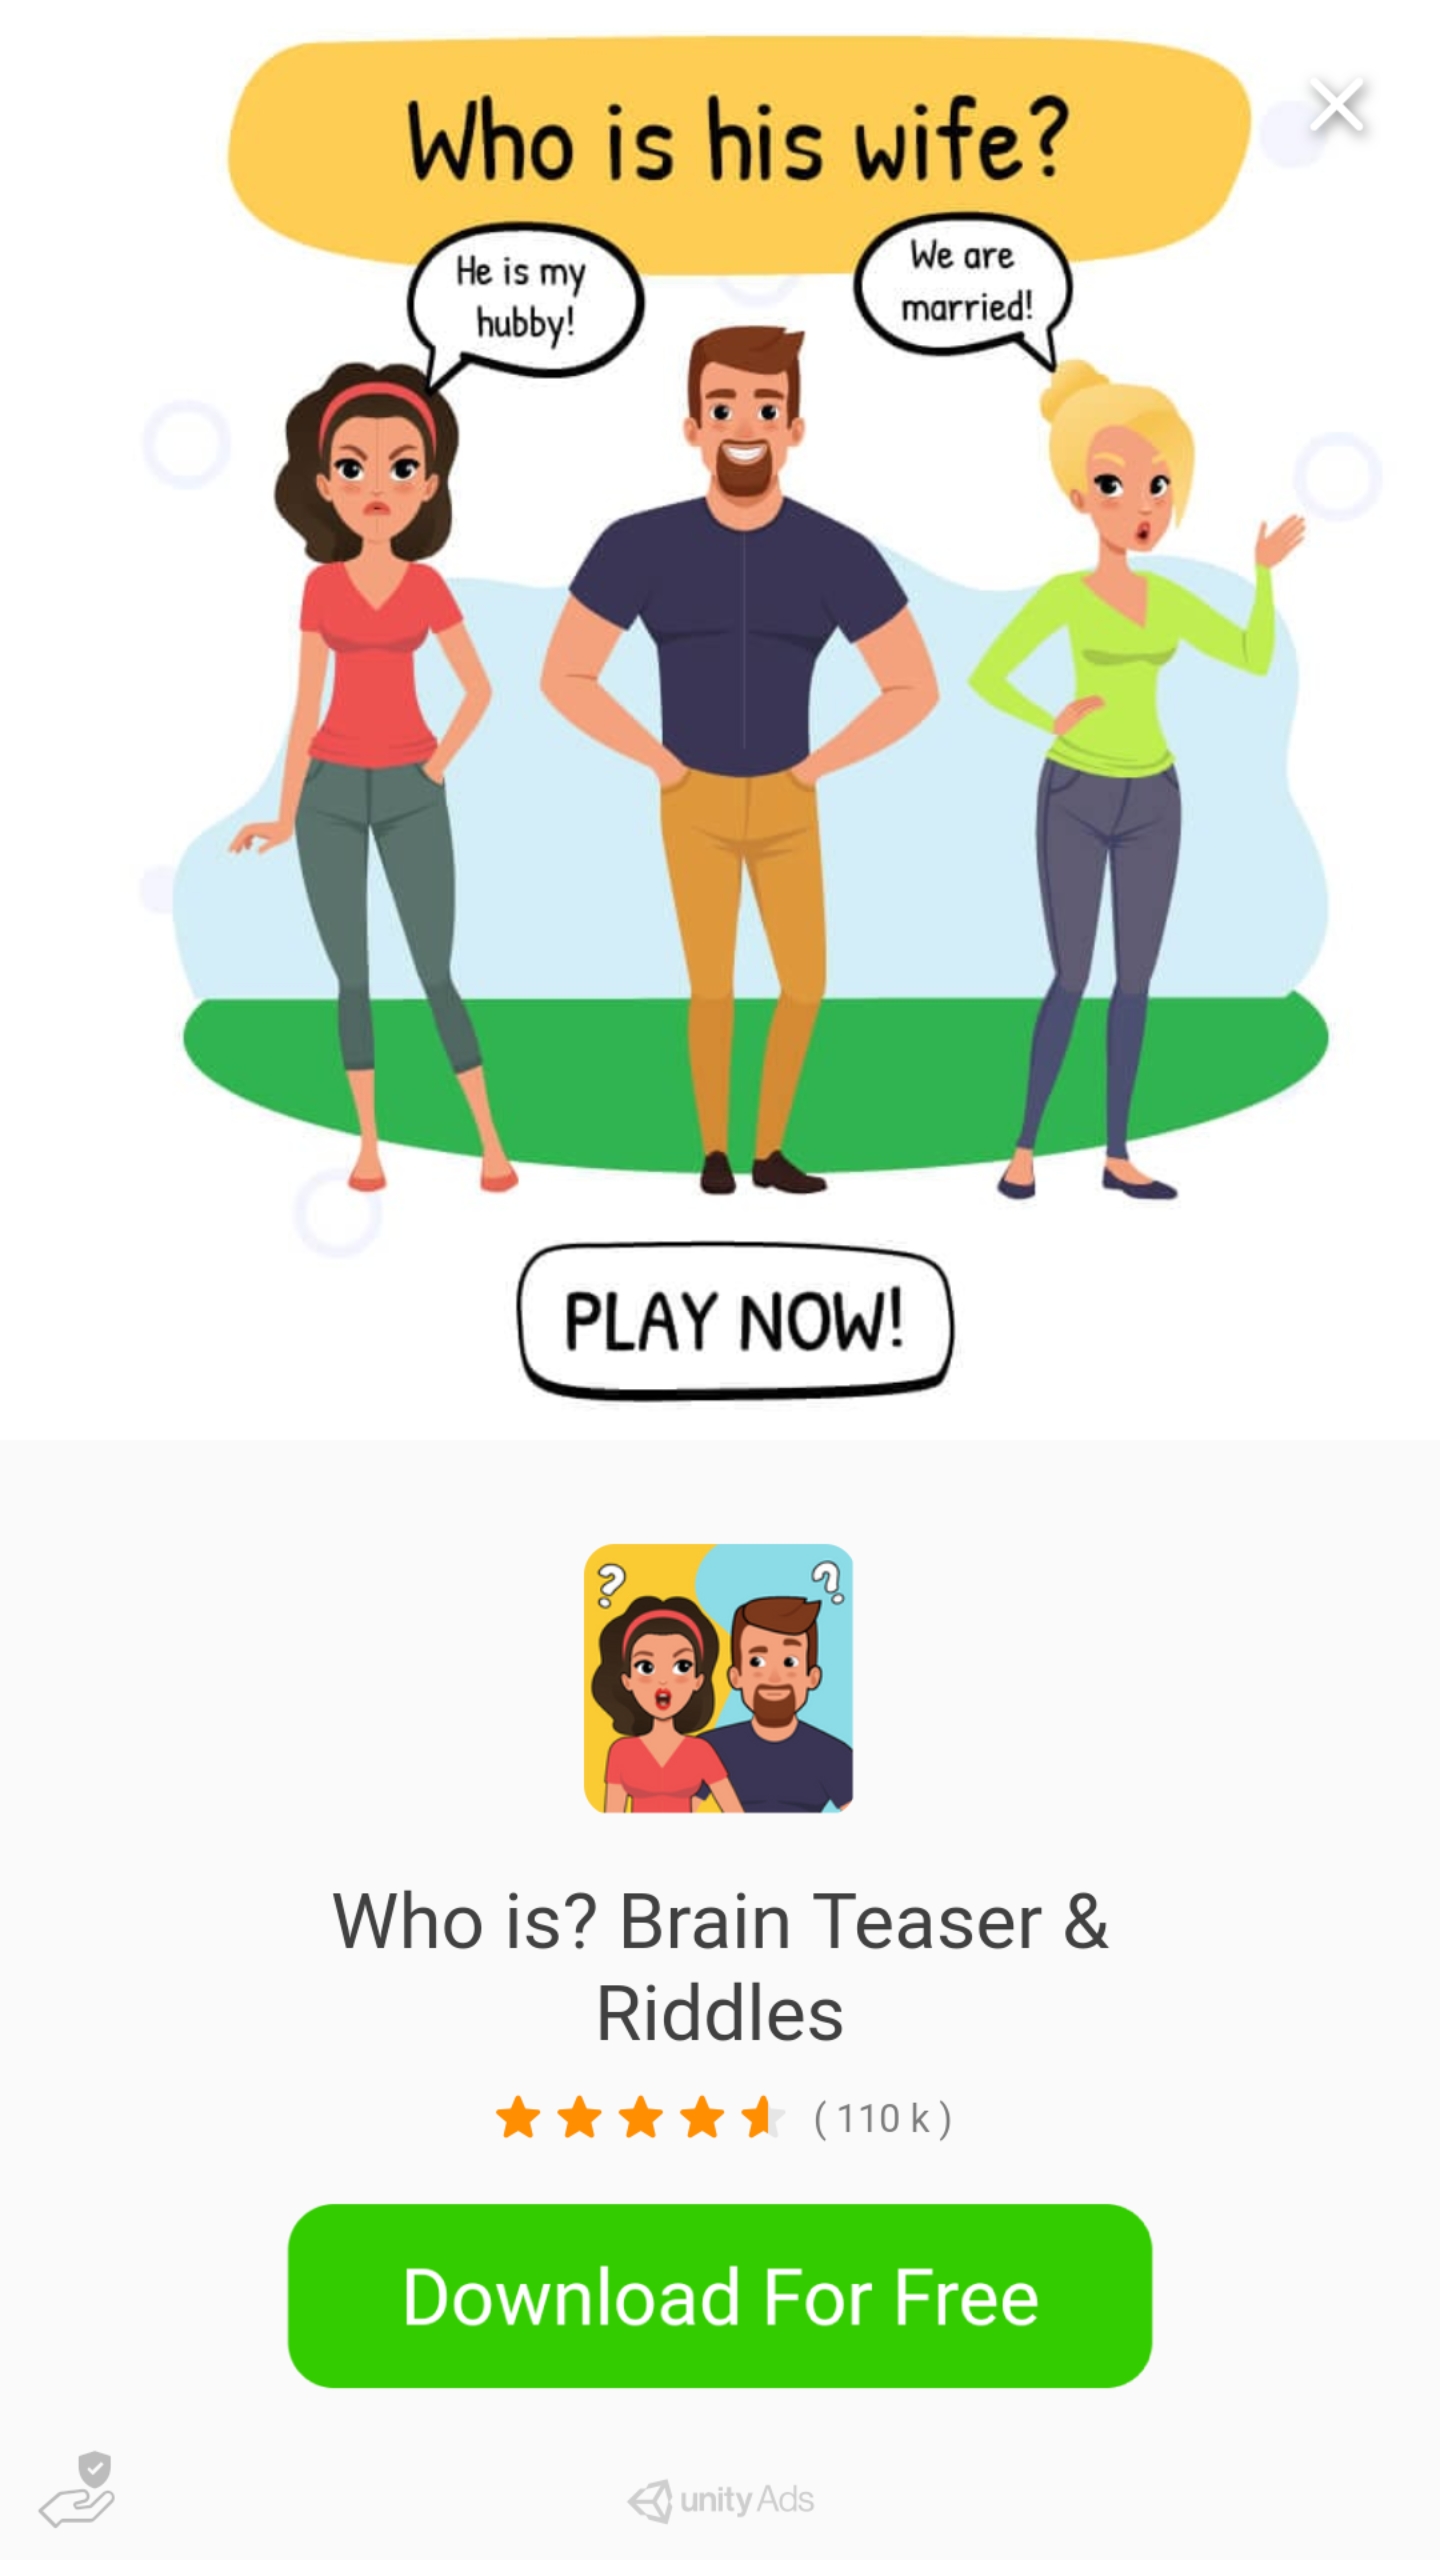 Who is his wife?
He is my
hubby!
We are
married!
PLAY NOW!
? ?
Who is? Brain Teaser &
Riddles
( 110 k )
Download For Free
unity Ads